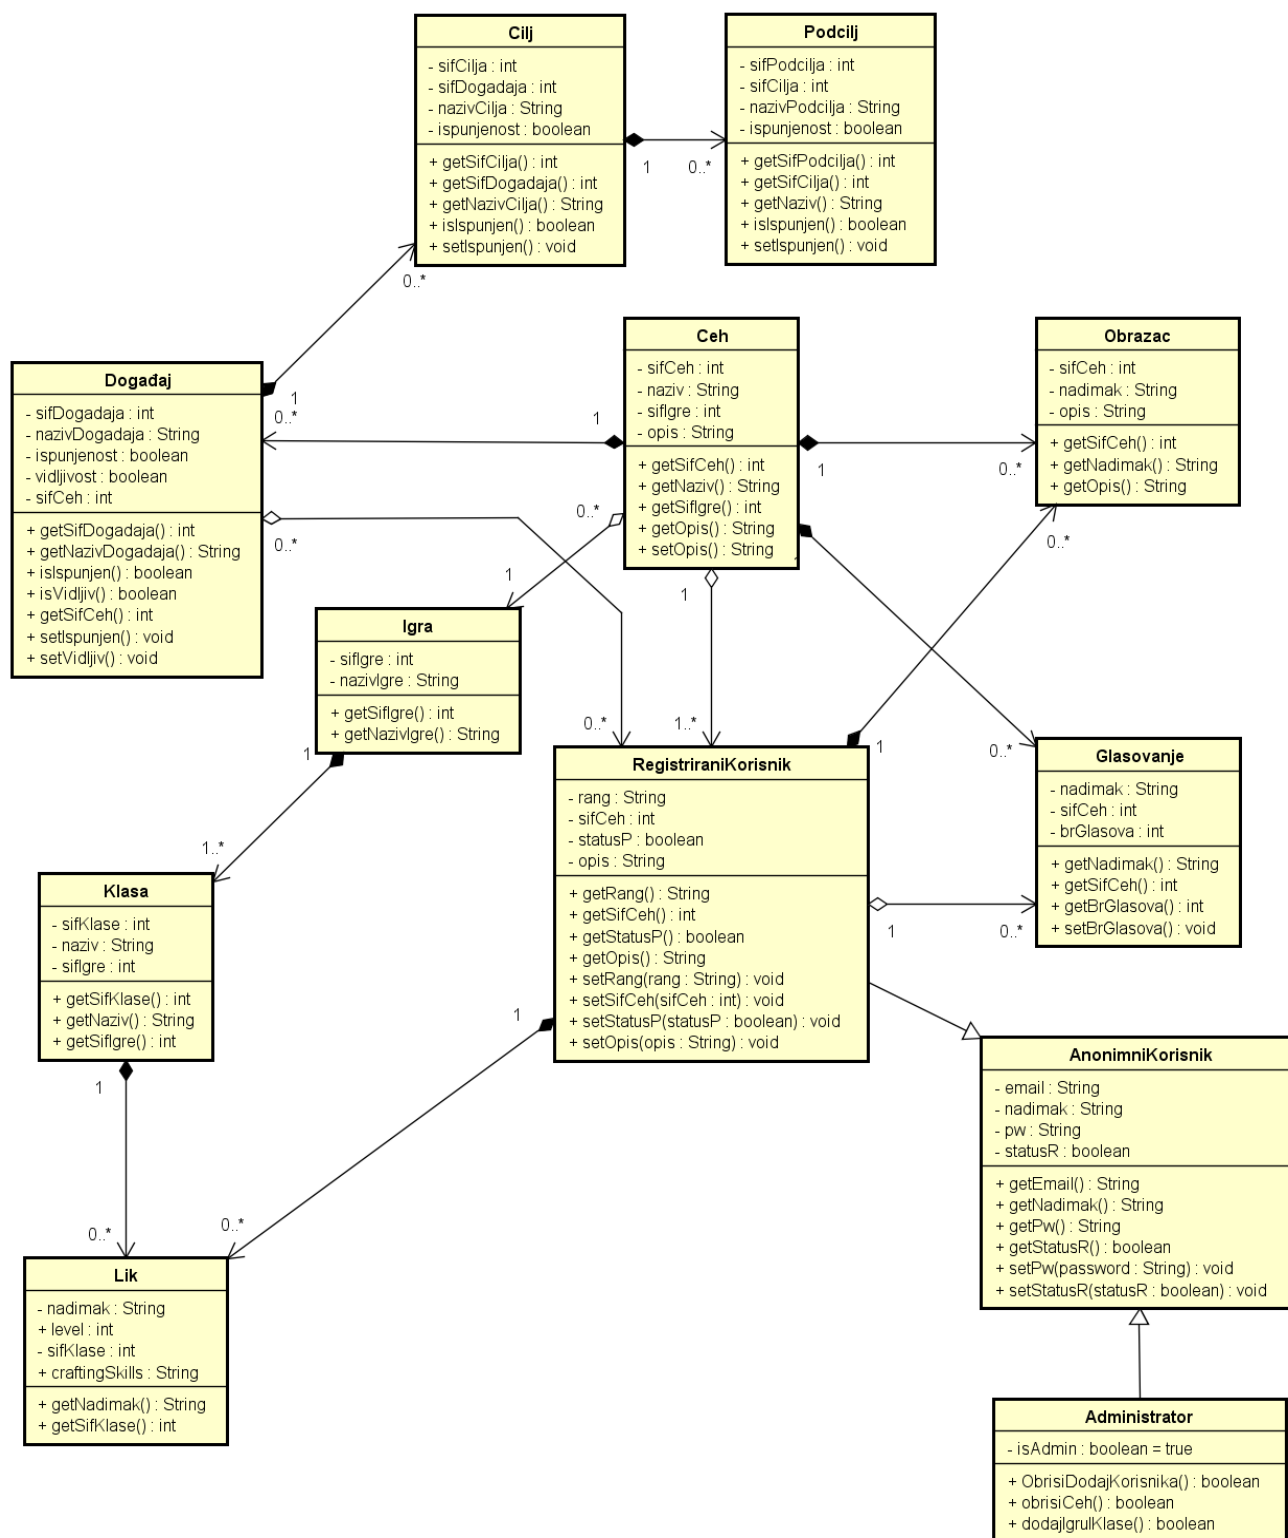 Cilj
- sifCilja : int
- sifDogadaja : int
- nazivCilja : String
- ispunjenost : boolean
+ getSifCilja() : int
+ getSifDogadaja() : int
+ getNazivCilja() : String
+ isIspunjen() : boolean
+ setIspunjen() : void
1
0..*
Podcilj
- sifPodcilja : int
- sifCilja : int
- nazivPodcilja : String
- ispunjenost : boolean
+ getSifPodcilja() : int
+ getSifCilja() : int
+ getNaziv() : String
+ isIspunjen() : boolean
+ setIspunjen() : void
0..*
Događaj
- sifDogadaja : int
- nazivDogadaja : String
- ispunjenost : boolean
- vidljivost : boolean
- sifCeh : int
+ getSifDogadaja() : int
+ getNazivDogadaja() : String
+ isIspunjen() : boolean
+ isVidljiv() : boolean
+ getSifCeh() : int
+ setIspunjen() : void
+ setVidljiv() : void
1
0..*
0..*
1
Ceh
- sifCeh : int
- naziv : String
- sifIgre : int
- opis : String
+ getSifCeh() : int
+ getNaziv() : String
+ getSifIgre() : int
+ getOpis() : String
+ setOpis() : String
1
0..*
Obrazac
- sifCeh : int
- nadimak : String
- opis : String
+ getSifCeh() : int
+ getNadimak() : String
+ getOpis() : String
0..*
0..*
1
1
1
Igra
- sifIgre : int
- nazivIgre : String
+ getSifIgre() : int
+ getNazivIgre() : String
1
1..*
0..*
1..*
1
0..*
RegistriraniKorisnik
- rang : String
- sifCeh : int
- statusP : boolean
- opis : String
+ getRang() : String
+ getSifCeh() : int
+ getStatusP() : boolean
+ getOpis() : String
+ setRang(rang : String) : void
+ setSifCeh(sifCeh : int) : void
+ setStatusP(statusP : boolean) : void
+ setOpis(opis : String) : void
1
0..*
1
Glasovanje
- nadimak : String
- sifCeh : int
- brGlasova : int
+ getNadimak() : String
+ getSifCeh() : int
+ getBrGlasova() : int
+ setBrGlasova() : void
Klasa
- sifKlase : int
- naziv : String
- sifIgre : int
+ getSifKlase() : int
+ getNaziv() : String
+ getSifIgre() : int
1
0..*
0..*
AnonimniKorisnik
- email : String
- nadimak : String
- pw : String
- statusR : boolean
+ getEmail() : String
+ getNadimak() : String
+ getPw() : String
+ getStatusR() : boolean
+ setPw(password : String) : void
+ setStatusR(statusR : boolean) : void
Lik
- nadimak : String
+ level : int
- sifKlase : int
+ craftingSkills : String
+ getNadimak() : String
+ getSifKlase() : int
Administrator
- isAdmin : boolean = true
+ ObrisiDodajKorisnika() : boolean
+ obrisiCeh() : boolean
+ dodajIgruIKlase() : boolean